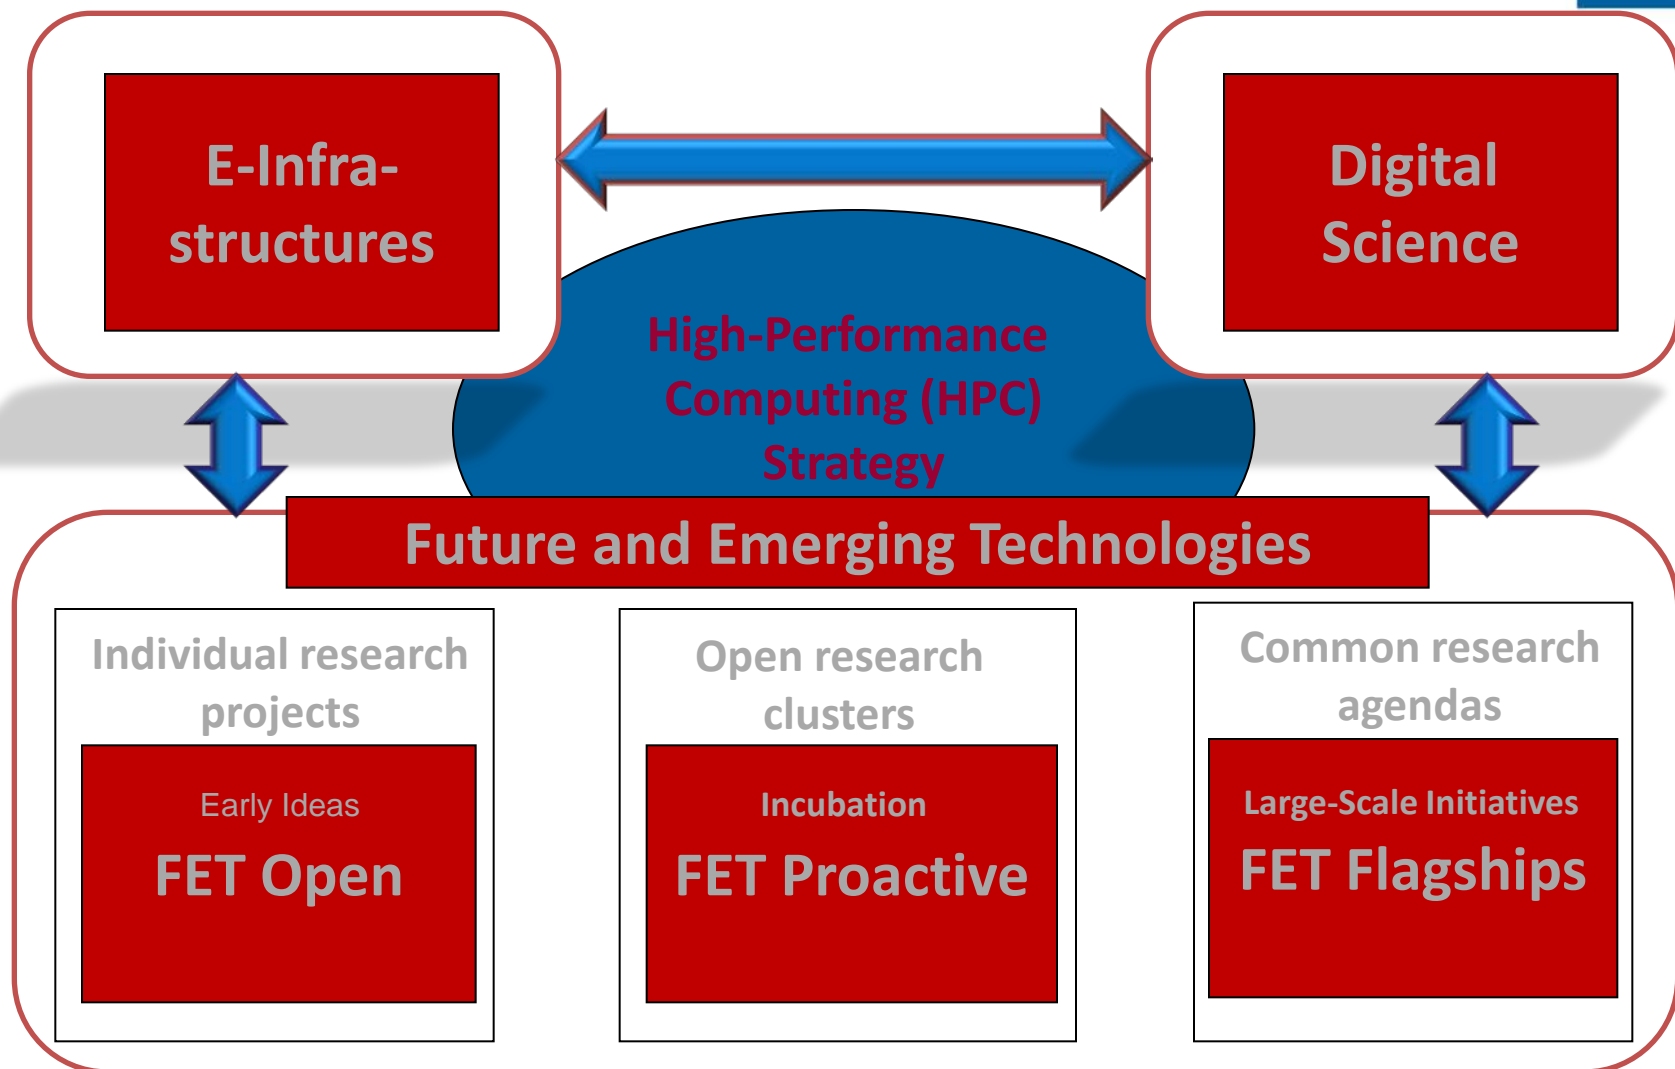 E-Infra-
structures
Digital
Science
High-Performance
Computing (HPC)
Strategy
Future and Emerging Technologies
Individual research
projects
Early Ideas
FET Open
Open research
clusters
Incubation
FET Proactive
Common research
agendas
Large-Scale Initiatives
FET Flagships